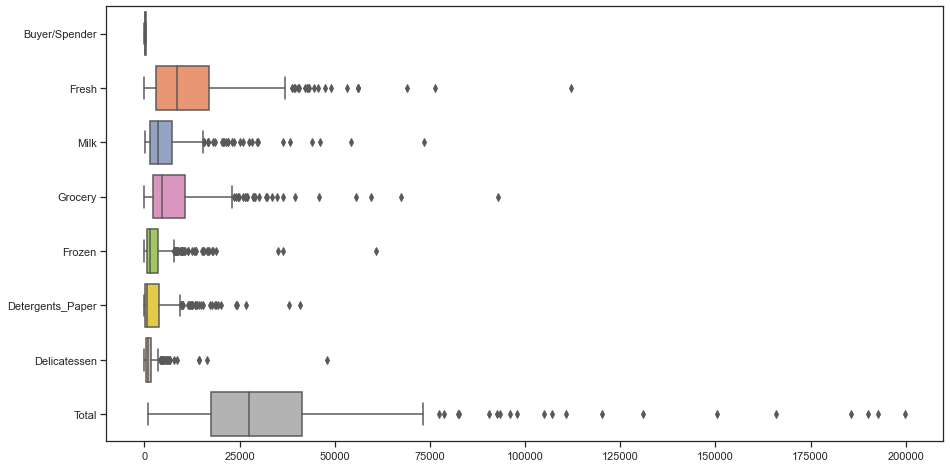 Buyer/Spender
Fresh
Milk
Grocery
Frozen
Detergents_Paper
Delicatessen
Total
0 25000 50000 75000 100000 125000 150000 175000 200000